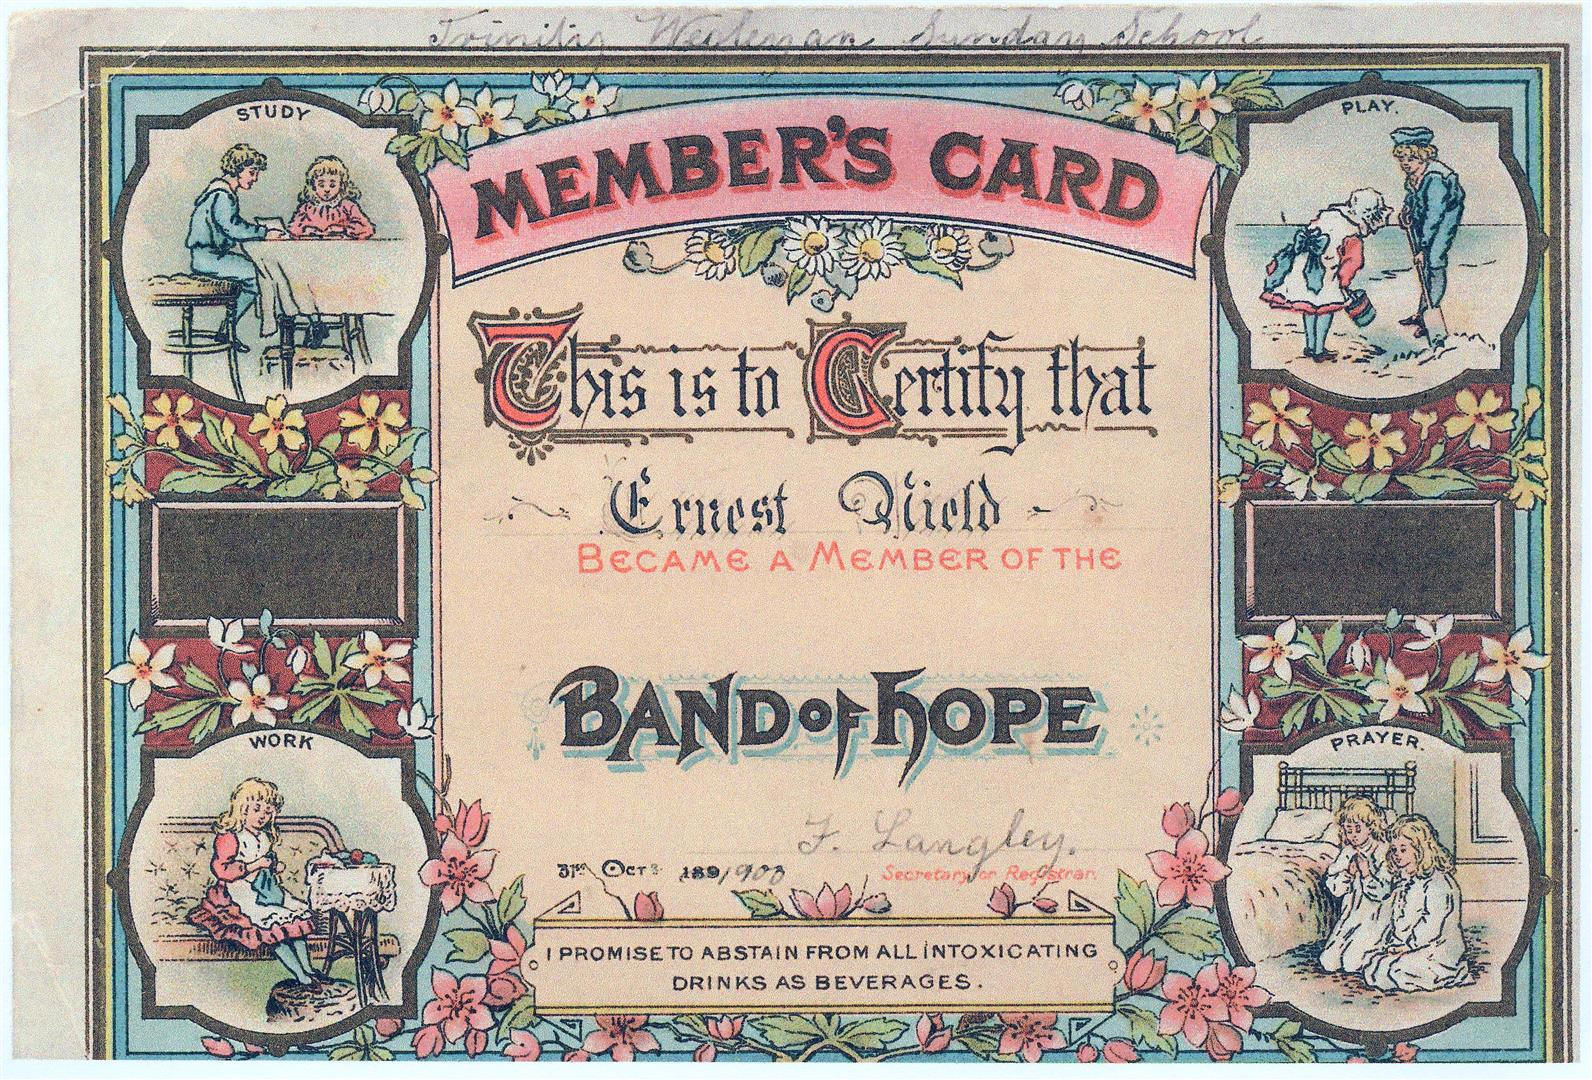 Trinity Wesleyan Sunday School
STUDY
PLAY.
MEMBER'S CARD
This is to Certify that
Ernest Nield
BECAME A MEMBER OF THE
BAND OF HOPE
WORK
PRAYER.
F. Langley.
31st Oct 189 1903
Secretary or Registrar.
I PROMISE TO ABSTAIN FROM ALL INTOXICATING
DRINKS AS BEVERAGES.